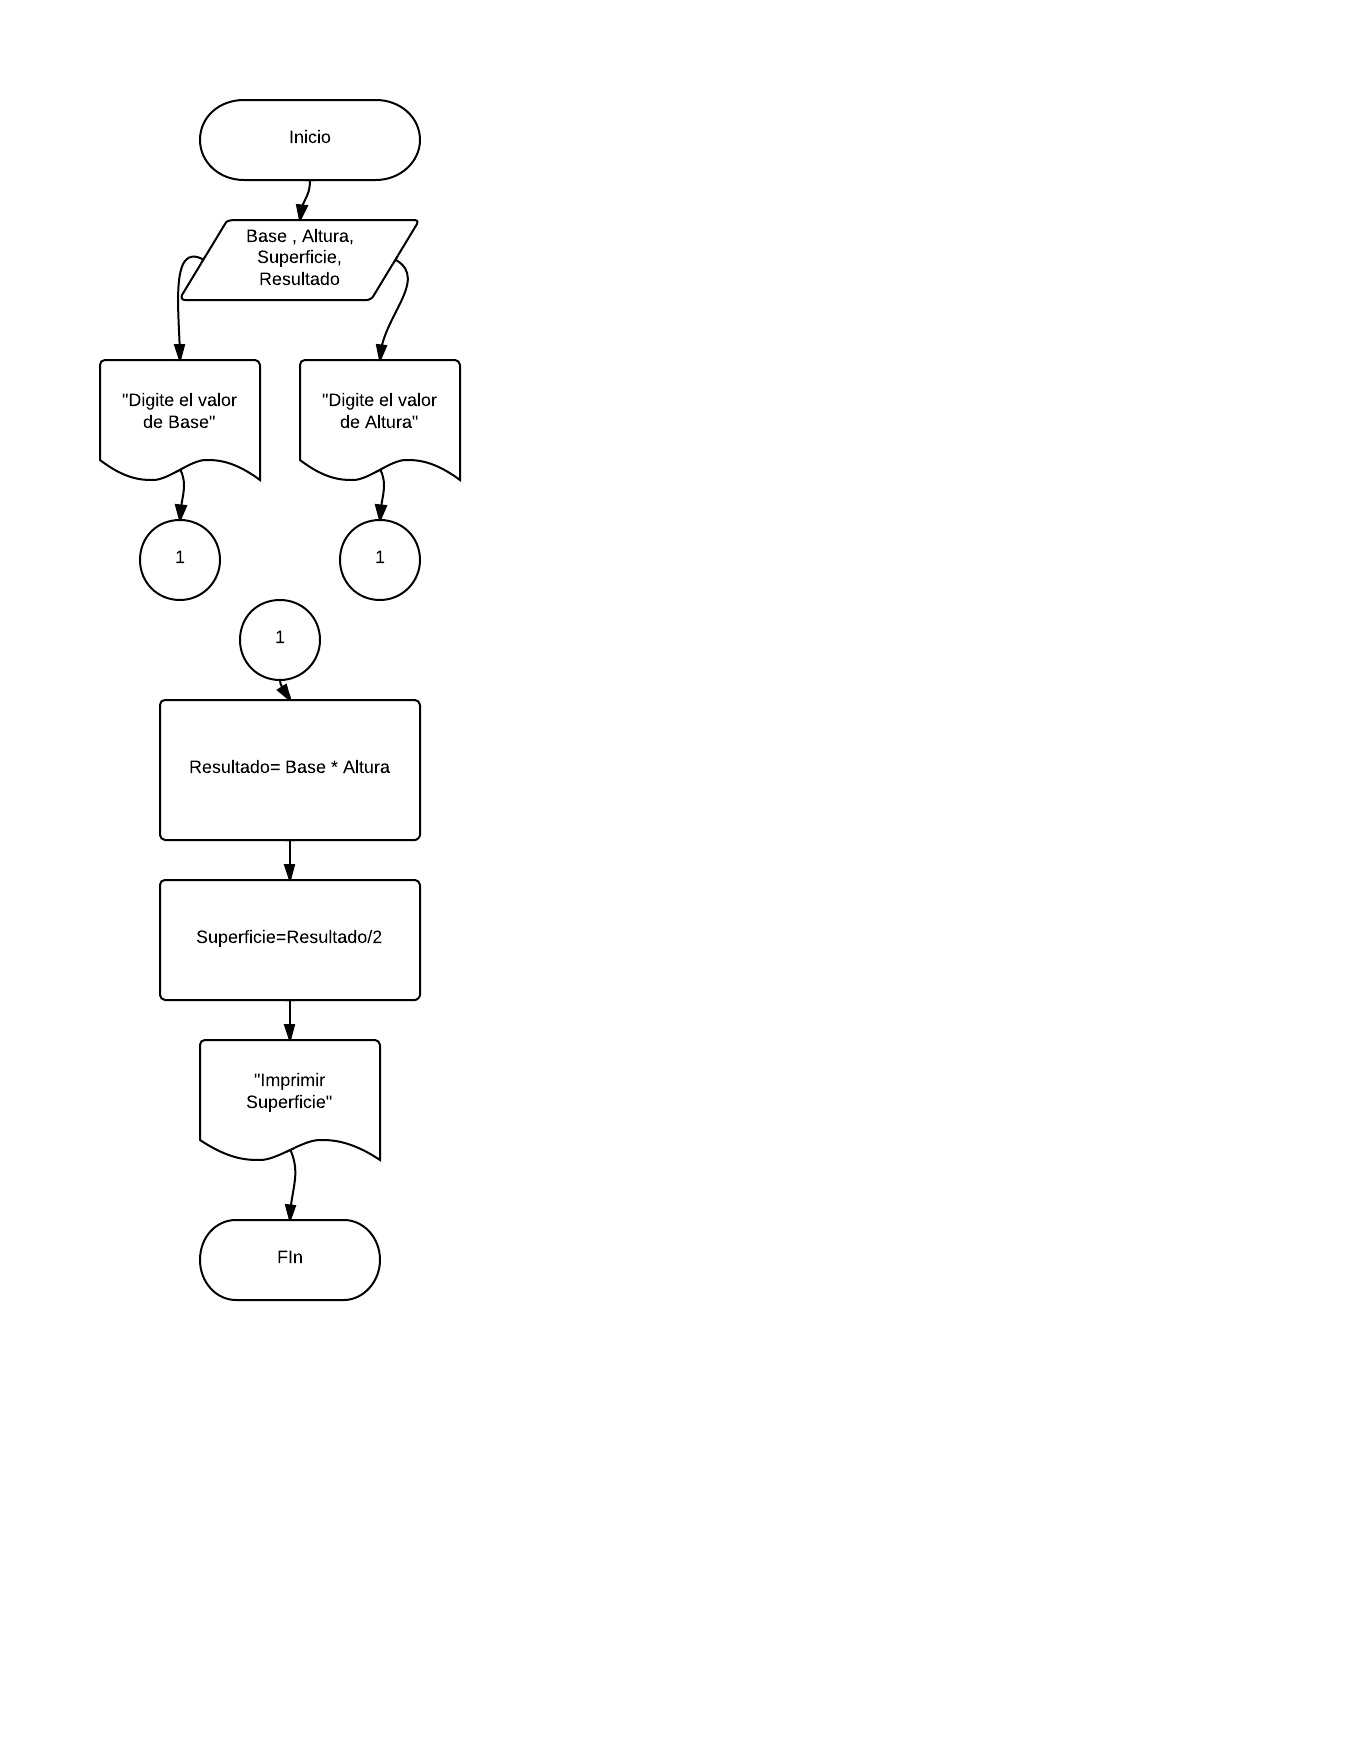 Inicio
Base , Altura,
Superficie,
Resultado
"Digite el valor
de Base"
"Digite el valor
de Altura"
1
1
1
Resultado= Base * Altura
Superficie=Resultado/2
"Imprimir
Superficie"
FIn